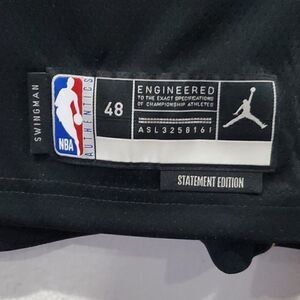 SWINGMAN
NBA
AUTHENTICS
48
ENGINEERED
TO THE EXACT SPECIFICATIONS
OF CHAMPIONSHIP ATHLETES
ASL3258161
STATEMENT EDITION